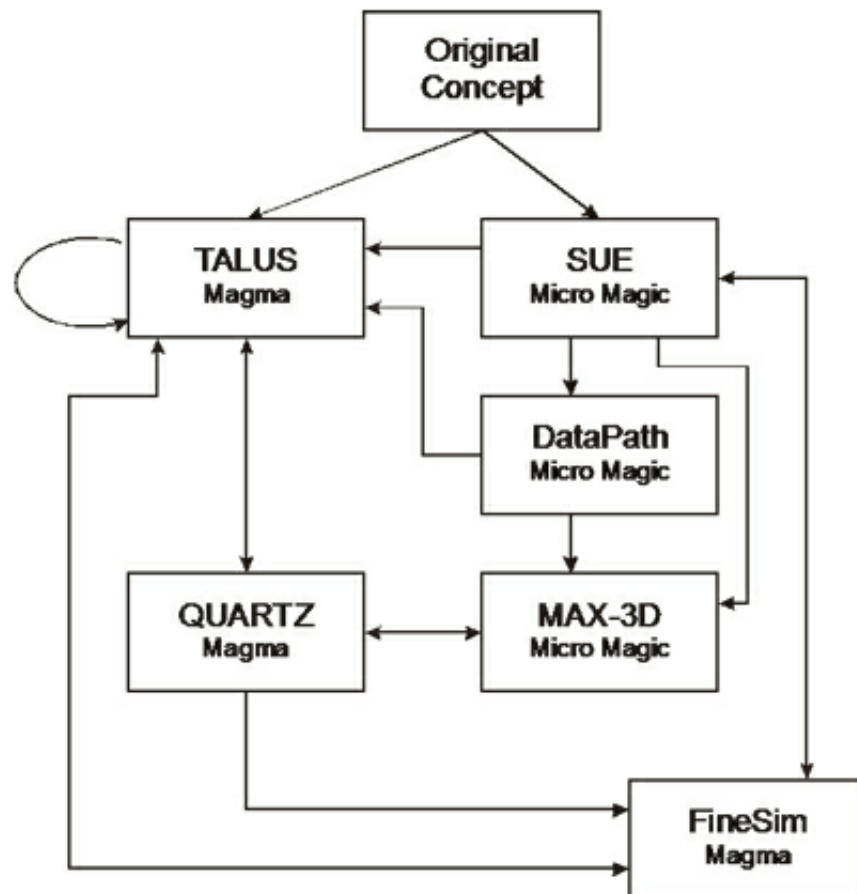 Original
Concept
TALUS
Magma
SUE
Micro Magic
DataPath
Micro Magic
QUARTZ
Magma
MAX-3D
Micro Magic
FineSim
Magma